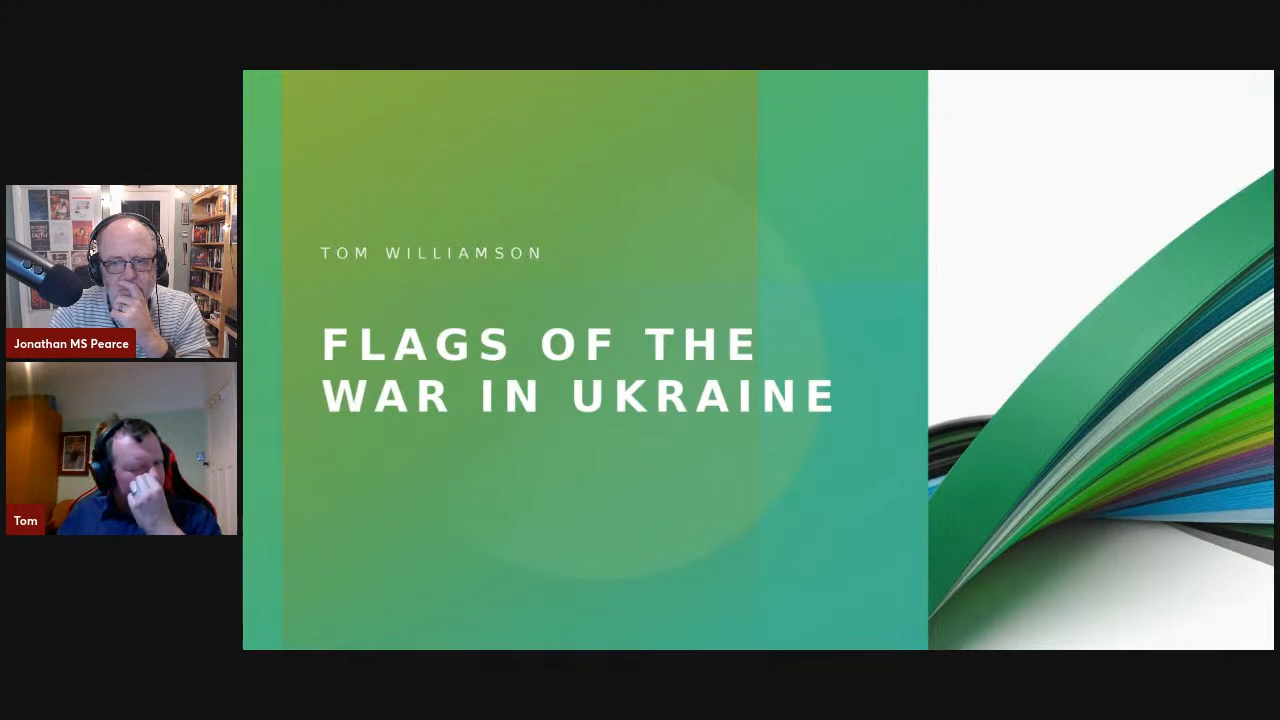 TOM WILLIAMSON
FLAGS OF THE
WAR IN UKRAINE
Jonathan MS Pearce
Tom